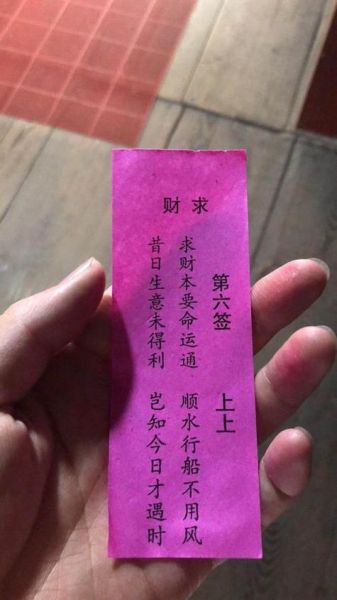 求财
第六签 上上
求财本要命运通 顺水行船不用风
昔日生意未得利 岂知今日才遇时